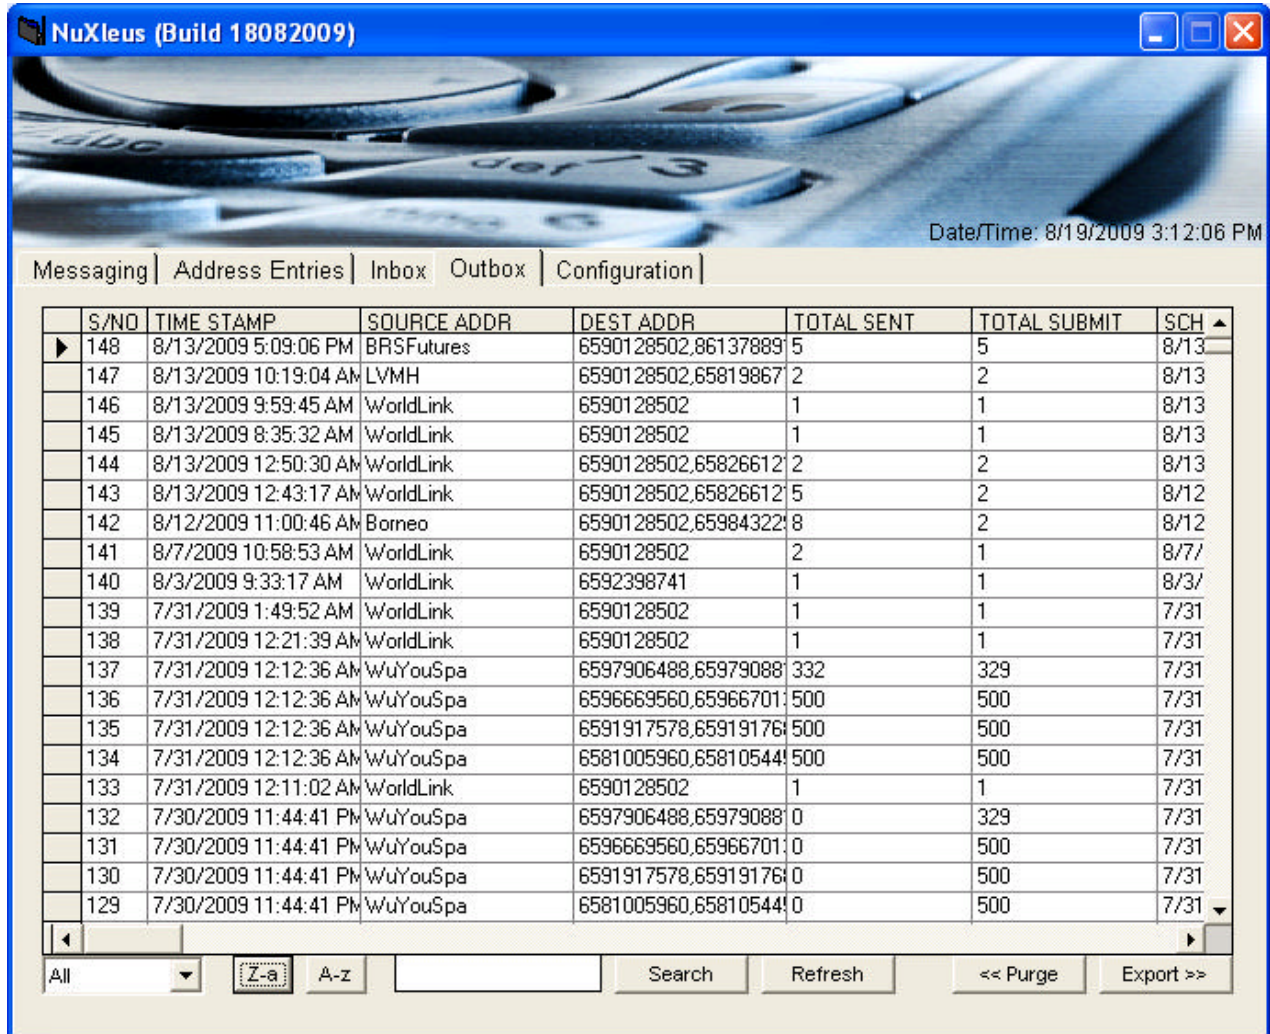 NuXleus (Build 18082009)
abc
def 3
6
Date/Time: 8/19/2009 3:12:06 PM
Messaging Address Entries Inbox Outbox Configuration
S/NO TIME STAMP SOURCE ADDR DEST ADDR TOTAL SENT TOTAL SUBMIT SCH
148 8/13/2009 5:09:06 PM BRSFutures 6590128502,86137889 5 5 8/13
147 8/13/2009 10:19:04 AM LVMH 6590128502,65819867 2 2 8/13
146 8/13/2009 9:59:45 AM WorldLink 6590128502 1 1 8/13
145 8/13/2009 8:35:32 AM WorldLink 6590128502 1 1 8/13
144 8/13/2009 12:50:30 AM WorldLink 6590128502,65826612 2 2 8/13
143 8/13/2009 12:43:17 AM WorldLink 6590128502,65826612 5 2 8/12
142 8/12/2009 11:00:46 AM Borneo 6590128502,65984322 8 2 8/12
141 8/7/2009 10:58:53 AM WorldLink 6590128502 2 1 8/7/
140 8/3/2009 9:33:17 AM WorldLink 6592398741 1 1 8/3/
139 7/31/2009 1:49:52 AM WorldLink 6590128502 1 1 7/31
138 7/31/2009 12:21:39 AM WorldLink 6590128502 1 1 7/31
137 7/31/2009 12:12:36 AM WuYouSpa 6597906488,65979088 332 329 7/31
136 7/31/2009 12:12:36 AM WuYouSpa 6596669560,65966701 500 500 7/31
135 7/31/2009 12:12:36 AM WuYouSpa 6591917578,65919176 500 500 7/31
134 7/31/2009 12:12:36 AM WuYouSpa 6581005960,65810544 500 500 7/31
133 7/31/2009 12:11:02 AM WorldLink 6590128502 1 1 7/31
132 7/30/2009 11:44:41 PM WuYouSpa 6597906488,65979088 0 329 7/31
131 7/30/2009 11:44:41 PM WuYouSpa 6596669560,65966701 0 500 7/31
130 7/30/2009 11:44:41 PM WuYouSpa 6591917578,65919176 0 500 7/31
129 7/30/2009 11:44:41 PM WuYouSpa 6581005960,65810544 0 500 7/31
All Z-a A-z Search Refresh << Purge Export >>